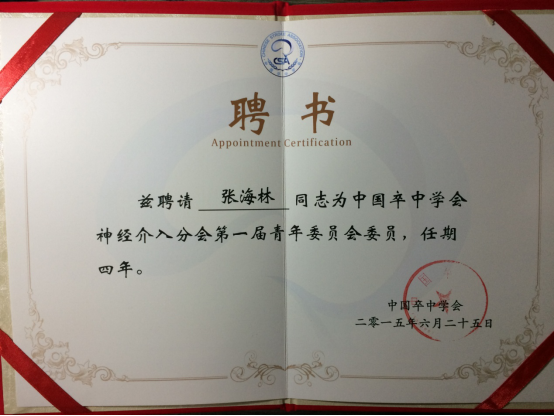 CSA
聘 书
Appointment Certification
兹聘请 张海林 同志为中国卒中学会
神经介入分会第一届青年委员会委员，任期
四年。
中国卒中学会
二零一五年六月二十五日